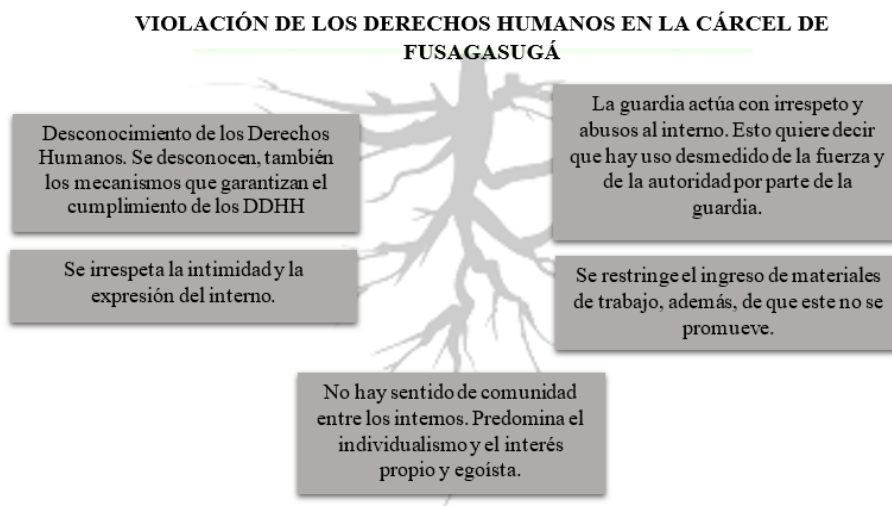 VIOLACIÓN DE LOS DERECHOS HUMANOS EN LA CÁRCEL DE
FUSAGASUGÁ
Desconocimiento de los Derechos
Humanos. Se desconocen, también
los mecanismos que garantizan el
cumplimiento de los DDHH
La guardia actúa con irrespeto y
abusos al interno. Esto quiere decir
que hay uso desmedido de la fuerza y
de la autoridad por parte de la
guardia.
Se irrespeta la intimidad y la
expresión del interno.
Se restringe el ingreso de materiales
de trabajo, además, de que este no se
promueve.
No hay sentido de comunidad
entre los internos. Predomina el
individualismo y el interés
propio y egoísta.